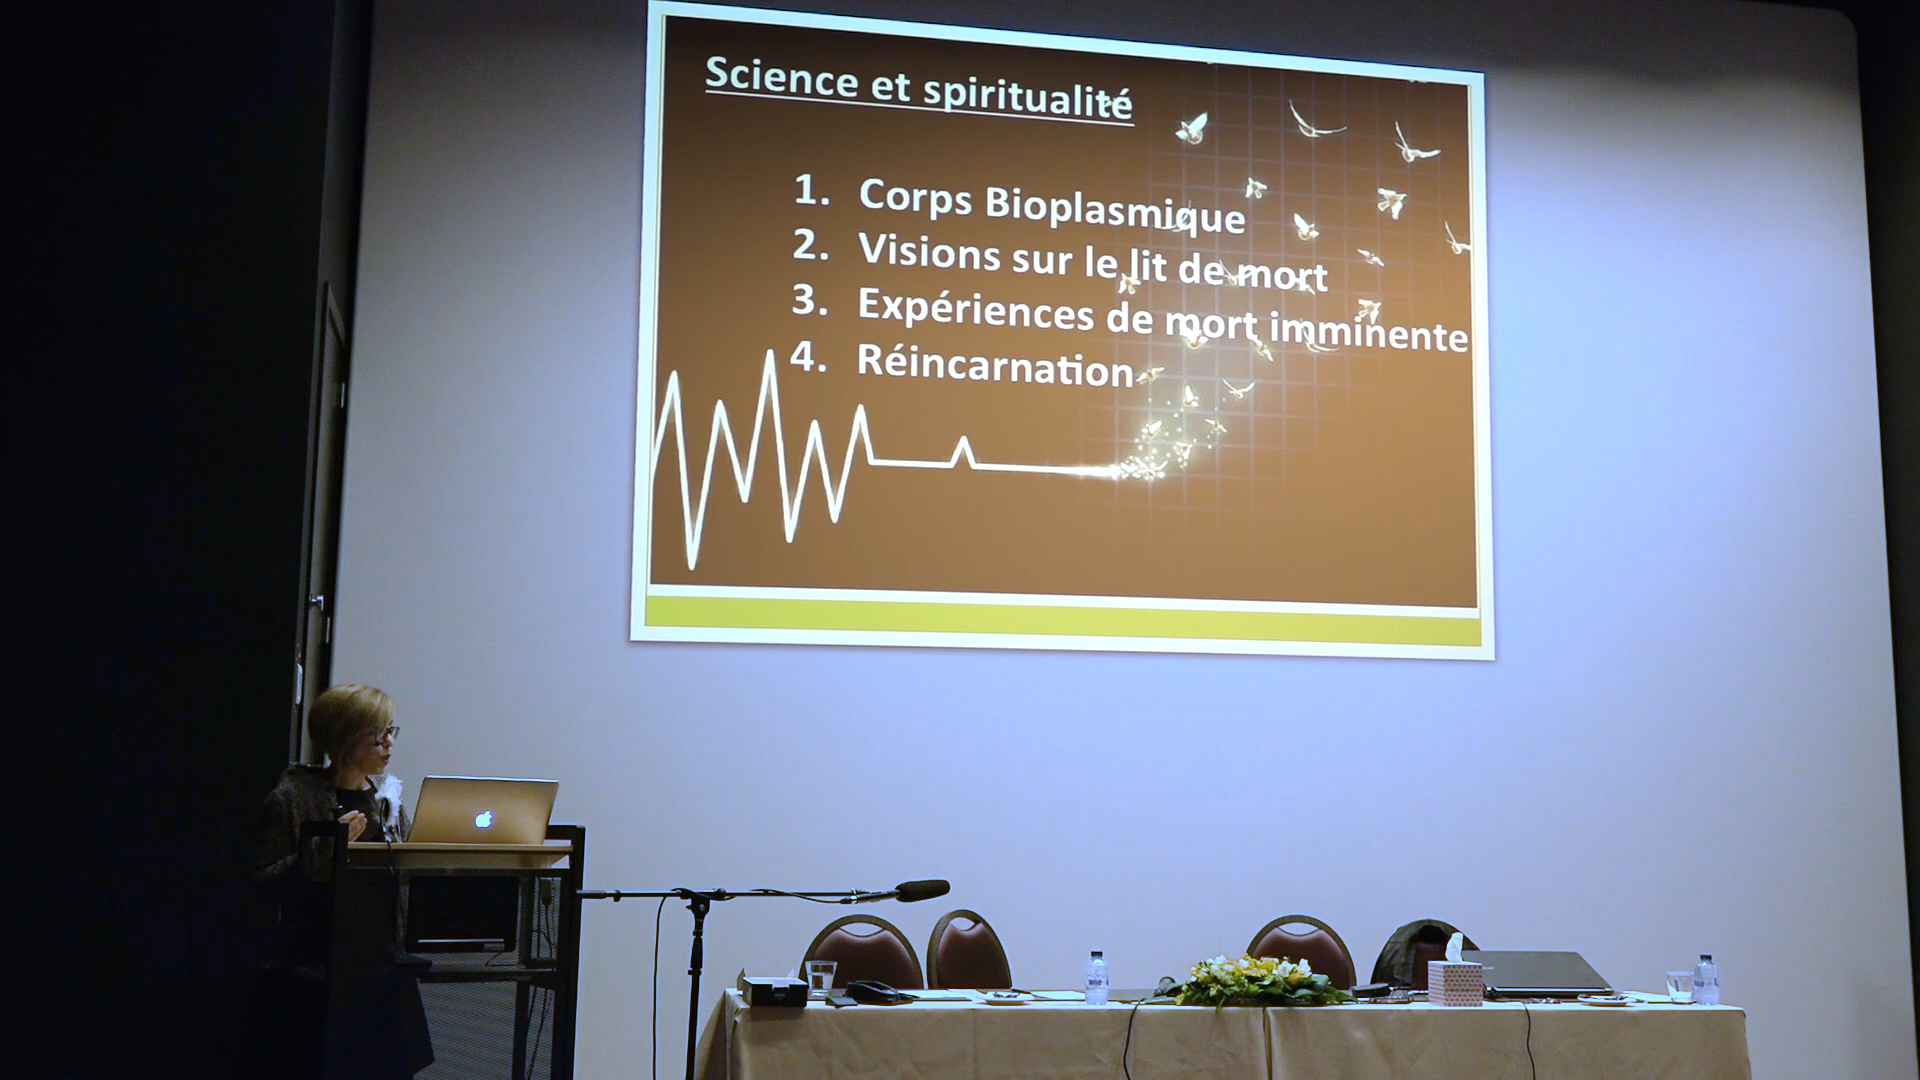 Science et spiritualité
1. Corps Bioplasmique
2. Visions sur le lit de mort
3. Expériences de mort imminente
4. Réincarnation